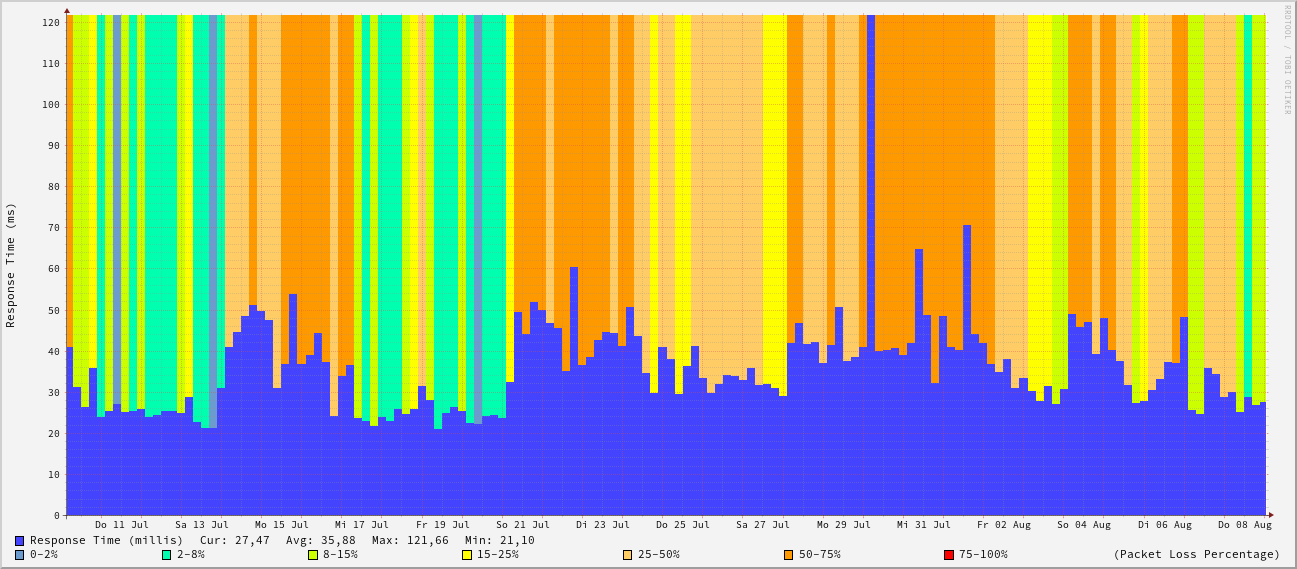 RRDTOOL / TOBI OETIKER
Response Time (ms)
120
110
100
90
80
70
60
50
40
30
20
10
0
Do 11 Jul Sa 13 Jul Mo 15 Jul Mi 17 Jul Fr 19 Jul So 21 Jul Di 23 Jul Do 25 Jul Sa 27 Jul Mo 29 Jul Mi 31 Jul Fr 02 Aug So 04 Aug Di 06 Aug Do 08 Aug
Response Time (millis) Cur: 27,47 Avg: 35,88 Max: 121,66 Min: 21,10
0-2% 2-8% 8-15% 15-25% 25-50% 50-75% 75-100% (Packet Loss Percentage)